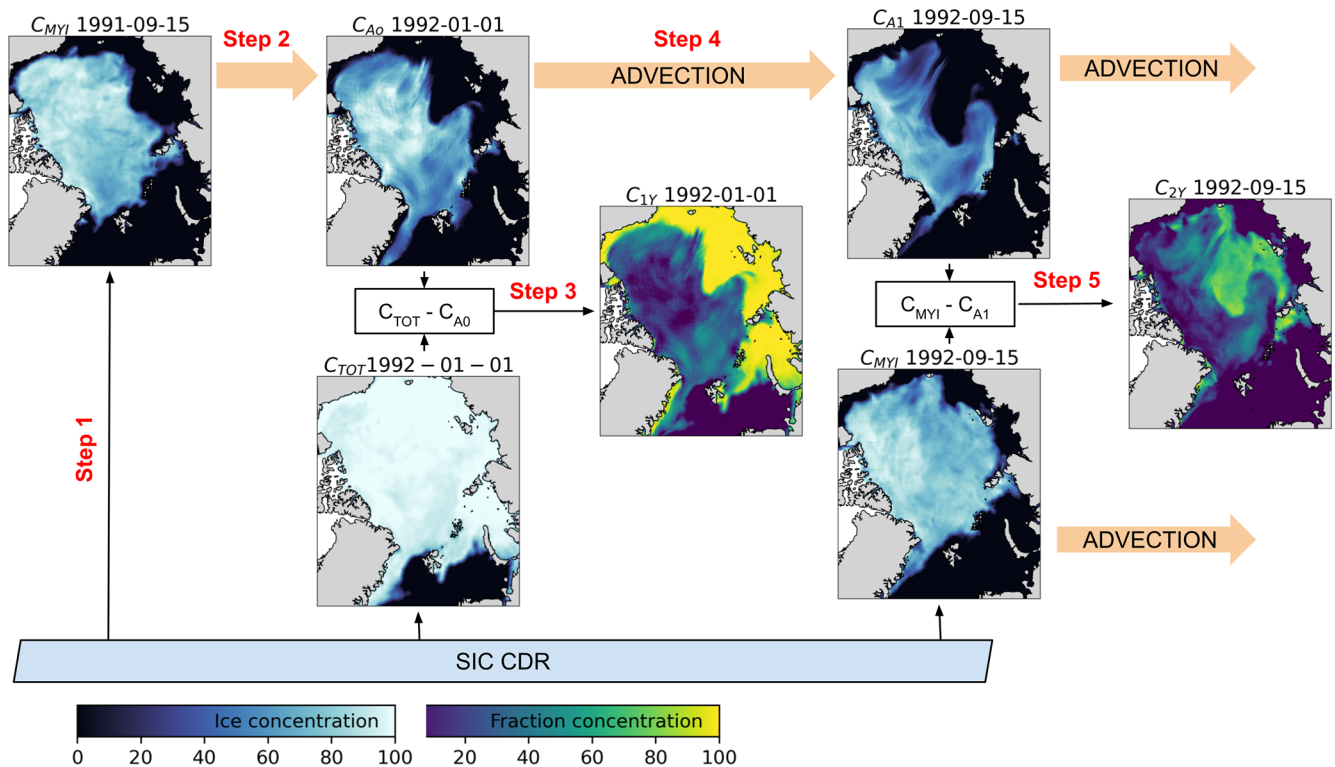 C_MYI 1991-09-15
Step 2
C_Ao 1992-01-01
Step 4
C_A1 1992-09-15
ADVECTION
ADVECTION
C_1Y 1992-01-01
C_2Y 1992-09-15
Step 3
Step 5
C_TOT - C_A0
C_MYI - C_A1
C_TOT 1992 − 01 − 01
C_MYI 1992-09-15
Step 1
ADVECTION
SIC CDR
Ice concentration
Fraction concentration
0 20 40 60 80 100
20 40 60 80 100